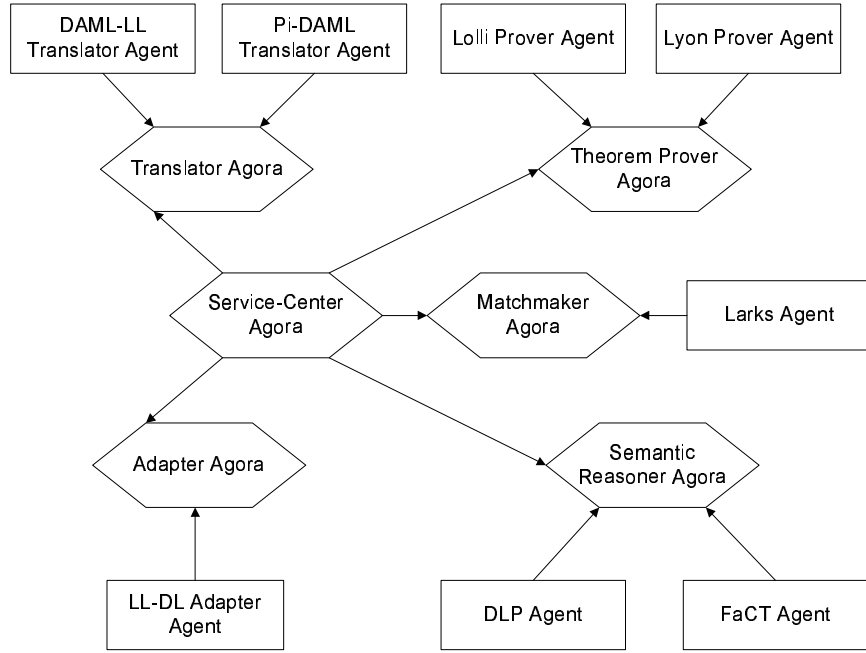 DAML-LL
Translator Agent
Pi-DAML
Translator Agent
Lolli Prover Agent
Lyon Prover Agent
Translator Agora
Theorem Prover
Agora
Service-Center
Agora
Matchmaker
Agora
Larks Agent
Adapter Agora
Semantic
Reasoner Agora
LL-DL Adapter
Agent
DLP Agent
FaCT Agent